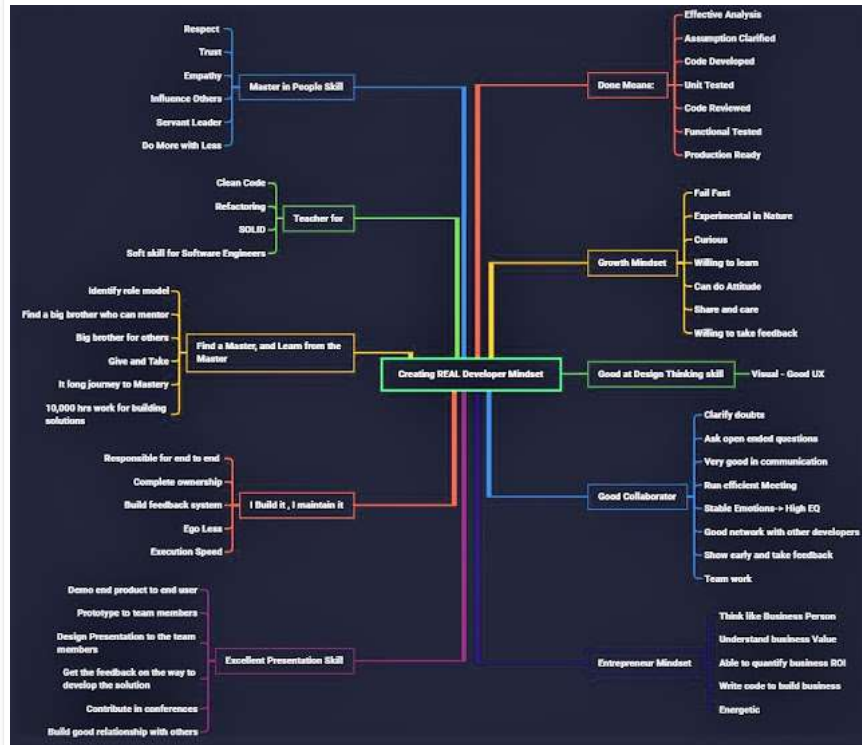 Creating REAL Developer Mindset
Master in People Skill
Respect
Trust
Empathy
Influence Others
Servant Leader
Do More with Less
Teacher for
Clean Code
Refactoring
SOLID
Soft skill for Software Engineers
Find a Master, and Learn from the
Master
Identify role model
Find a big brother who can mentor
Big brother for others
Give and Take
It long journey to Mastery
10,000 hrs work for building
solutions
I Build it , I maintain it
Responsible for end to end
Complete ownership
Build feedback system
Ego Less
Execution Speed
Excellent Presentation Skill
Demo end product to end user
Prototype to team members
Design Presentation to the team
members
Get the feedback on the way to
develop the solution
Contribute in conferences
Build good relationship with others
Done Means:
Effective Analysis
Assumption Clarified
Code Developed
Unit Tested
Code Reviewed
Functional Tested
Production Ready
Growth Mindset
Fail Fast
Experimental in Nature
Curious
Willing to learn
Can do Attitude
Share and care
Willing to take feedback
Good at Design Thinking skill
Visual - Good UX
Good Collaborator
Clarify doubts
Ask open ended questions
Very good in communication
Run efficient Meeting
Stable Emotions-> High EQ
Good network with other developers
Show early and take feedback
Team work
Entrepreneur Mindset
Think like Business Person
Understand business Value
Able to quantify business ROI
Write code to build business
Energetic